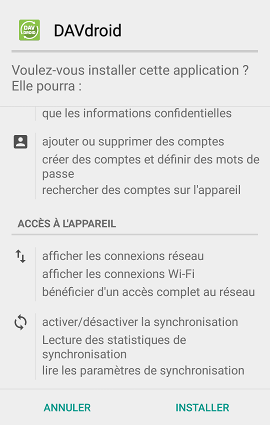 DAV
DROID
DAVdroid
Voulez-vous installer cette application ?
Elle pourra :
que les informations confidentielles
ajouter ou supprimer des comptes
créer des comptes et définir des mots de
passe
rechercher des comptes sur l'appareil
ACCÈS À L'APPAREIL
afficher les connexions réseau
afficher les connexions Wi-Fi
bénéficier d'un accès complet au réseau
activer/désactiver la synchronisation
Lecture des statistiques de
synchronisation
lire les paramètres de synchronisation
ANNULER
INSTALLER